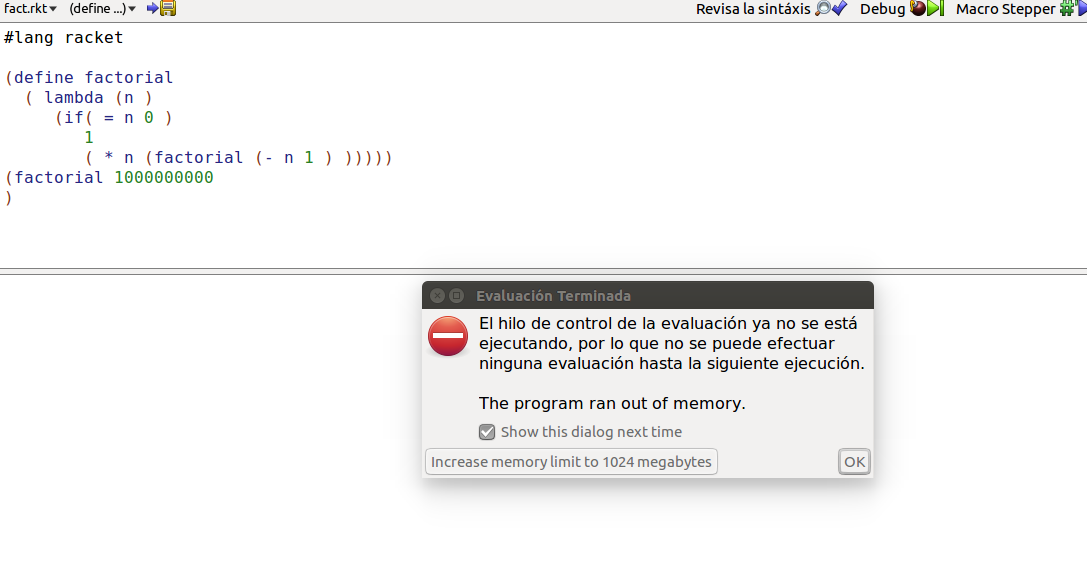 fact.rkt (define ...) Revisa la sintáxis Debug Macro Stepper
#lang racket
(define factorial
( lambda (n )
(if( = n 0 )
1
( * n (factorial (- n 1 ) )))))
(factorial 1000000000
)
Evaluación Terminada
El hilo de control de la evaluación ya no se está
ejecutando, por lo que no se puede efectuar
ninguna evaluación hasta la siguiente ejecución.
The program ran out of memory.
Show this dialog next time
Increase memory limit to 1024 megabytes OK